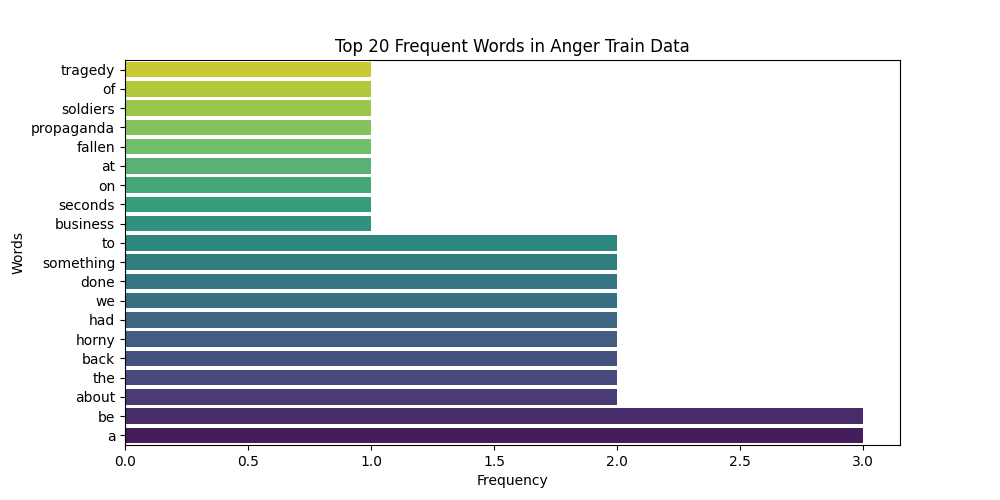 Top 20 Frequent Words in Anger Train Data
tragedy
of
soldiers
propaganda
fallen
at
on
seconds
business
to
something
done
we
had
horny
back
the
about
be
a
Words
0.0 0.5 1.0 1.5 2.0 2.5 3.0
Frequency